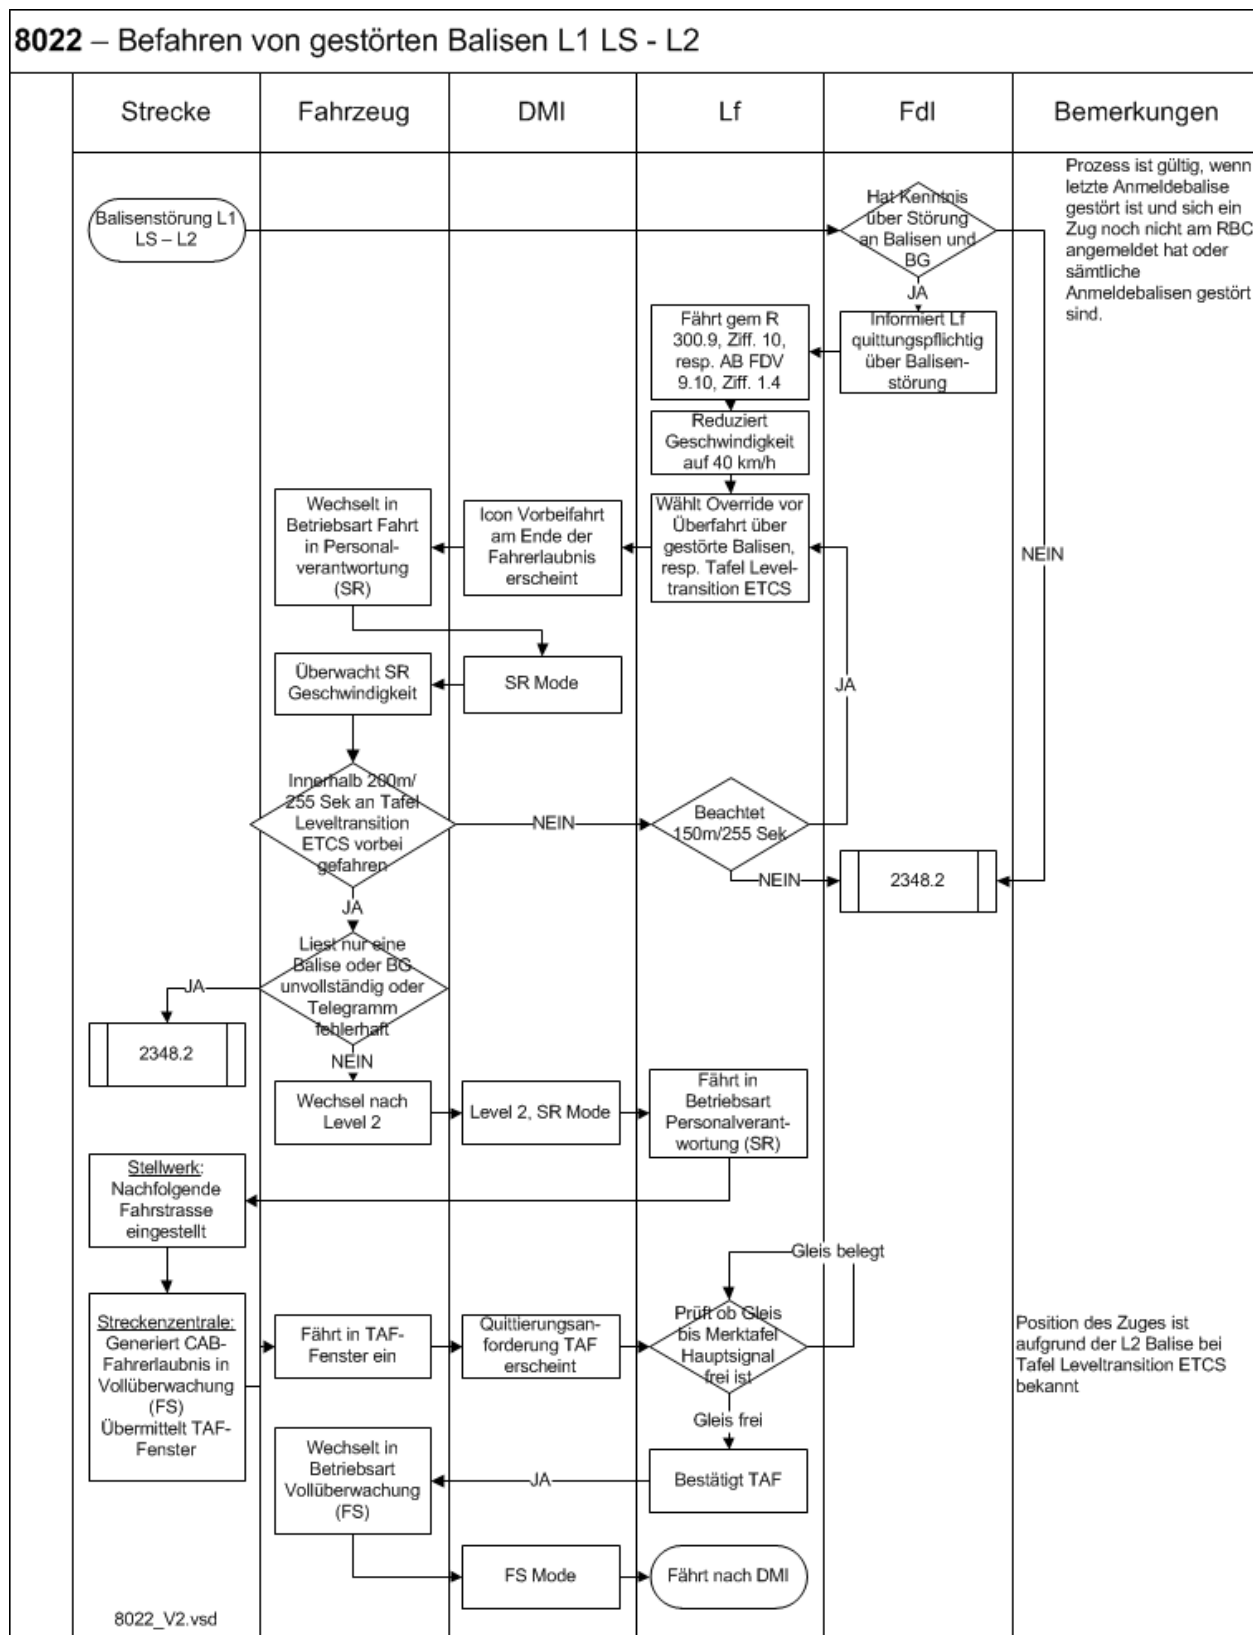 8022 – Befahren von gestörten Balisen L1 LS - L2
Strecke
Fahrzeug
DMI
Lf
Fdl
Bemerkungen
Balisenstörung L1
LS – L2
Hat Kenntnis
über Störung
an Balisen und
BG
Prozess ist gültig, wenn
letzte Anmeldebalise
gestört ist und sich ein
Zug noch nicht am RBC
angemeldet hat oder
sämtliche
Anmeldebalisen gestört
sind.
JA
NEIN
Informiert Lf
quittungspflichtig
über Balisen-
störung
Fährt gem R
300.9, Ziff. 10,
resp. AB FDV
9.10, Ziff. 1.4
Reduziert
Geschwindigkeit
auf 40 km/h
Wählt Override vor
Überfahrt über
gestörte Balisen,
resp. Tafel Level-
transition ETCS
Icon Vorbeifahrt
am Ende der
Fahrerlaubnis
erscheint
Wechselt in
Betriebsart Fahrt
in Personal-
verantwortung
(SR)
SR Mode
Überwacht SR
Geschwindigkeit
Innerhalb 200m/
255 Sek an Tafel
Leveltransition
ETCS vorbei
gefahren
NEIN
Beachtet
150m/255 Sek
JA
NEIN
2348.2
JA
Liest nur eine
Balise oder BG
unvollständig oder
Telegramm
fehlerhaft
JA
2348.2
NEIN
Wechsel nach
Level 2
Level 2, SR Mode
Fährt in
Betriebsart
Personalverant-
wortung (SR)
Stellwerk:
Nachfolgende
Fahrstrasse
eingestellt
Streckenzentrale:
Generiert CAB-
Fahrerlaubnis in
Vollüberwachung
(FS)
Übermittelt TAF-
Fenster
Fährt in TAF-
Fenster ein
Quittierungsan-
forderung TAF
erscheint
Gleis belegt
Prüft ob Gleis
bis Merktafel
Hauptsignal
frei ist
Position des Zuges ist
aufgrund der L2 Balise bei
Tafel Leveltransition ETCS
bekannt
Gleis frei
Bestätigt TAF
JA
Wechselt in
Betriebsart
Vollüberwachung
(FS)
FS Mode
Fährt nach DMI
8022_V2.vsd